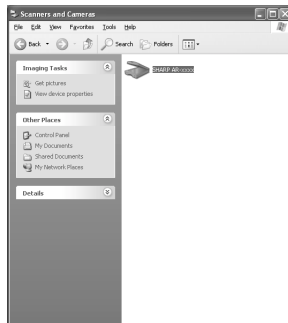 Scanners and Cameras
File Edit View Favorites Tools Help
Back Search Folders
Imaging Tasks
Get pictures
View device properties
SHARP AR-xxxx
Other Places
Control Panel
My Documents
Shared Documents
My Network Places
Details